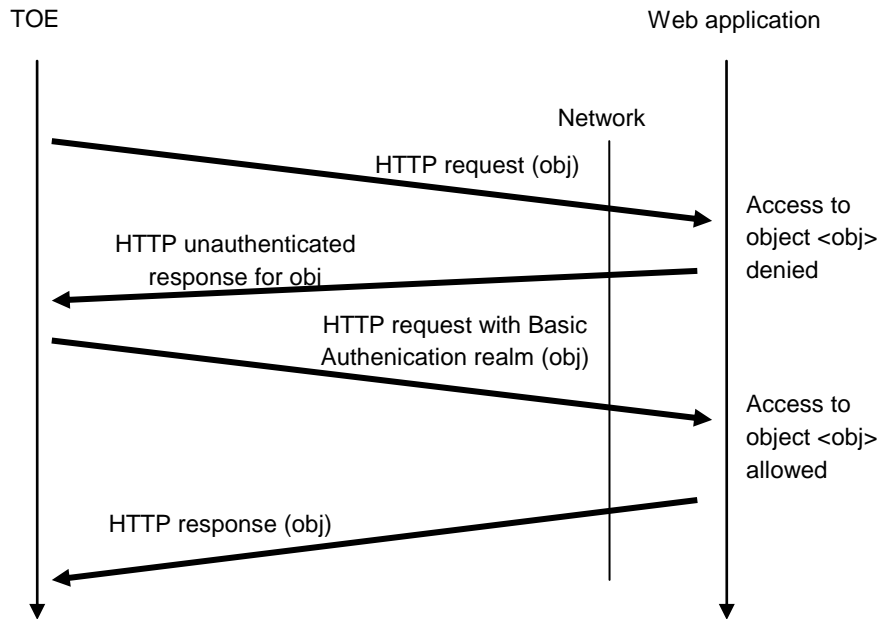 TOE
Web application
Network
HTTP request (obj)
Access to
object <obj>
denied
HTTP unauthenticated
response for obj
HTTP request with Basic
Authenication realm (obj)
Access to
object <obj>
allowed
HTTP response (obj)